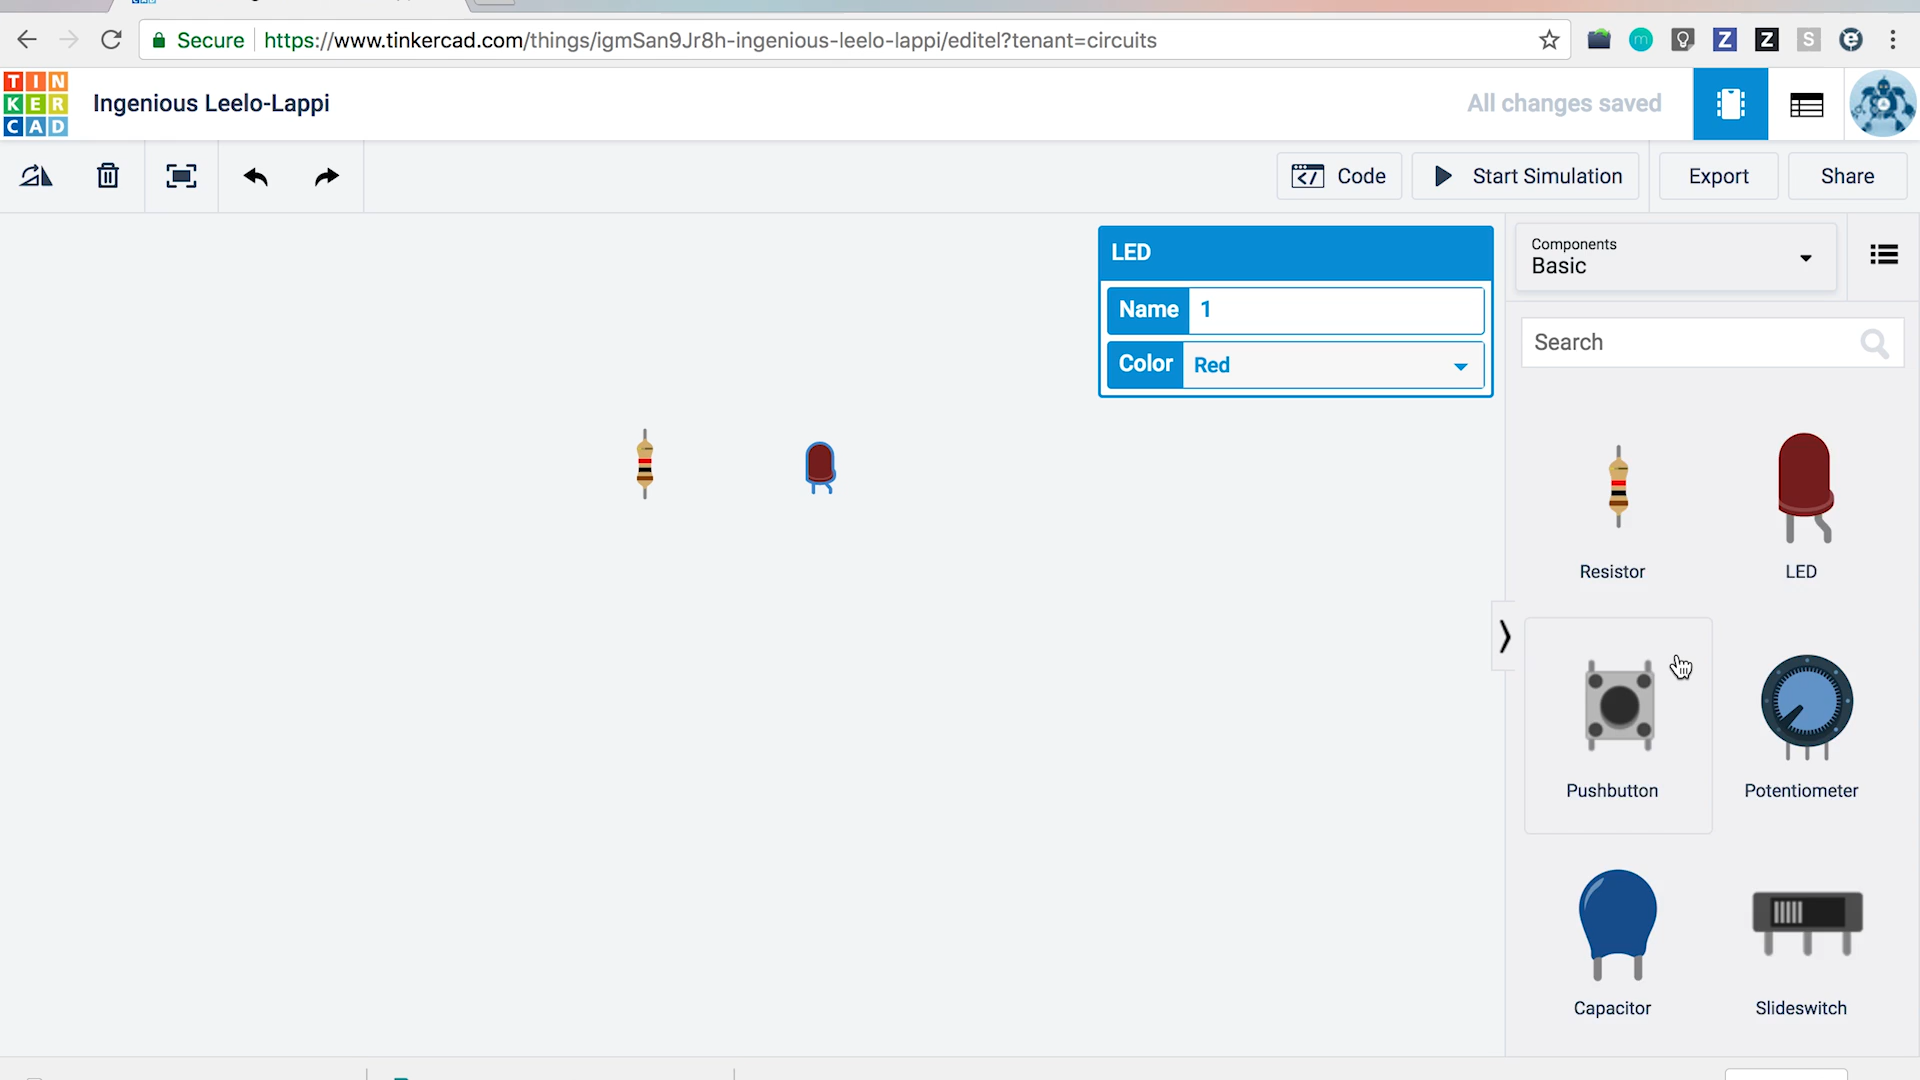 Secure
https://www.tinkercad.com/things/igmSan9Jr8h-ingenious-leelo-lappi/editel?tenant=circuits
m
Z
Z
S
e
TIN
KER
CAD
Ingenious Leelo-Lappi
All changes saved
Code
Start Simulation
Export
Share
LED
Name 1
Color Red
Components
Basic
Search
Resistor
LED
Pushbutton
Potentiometer
Capacitor
Slideswitch